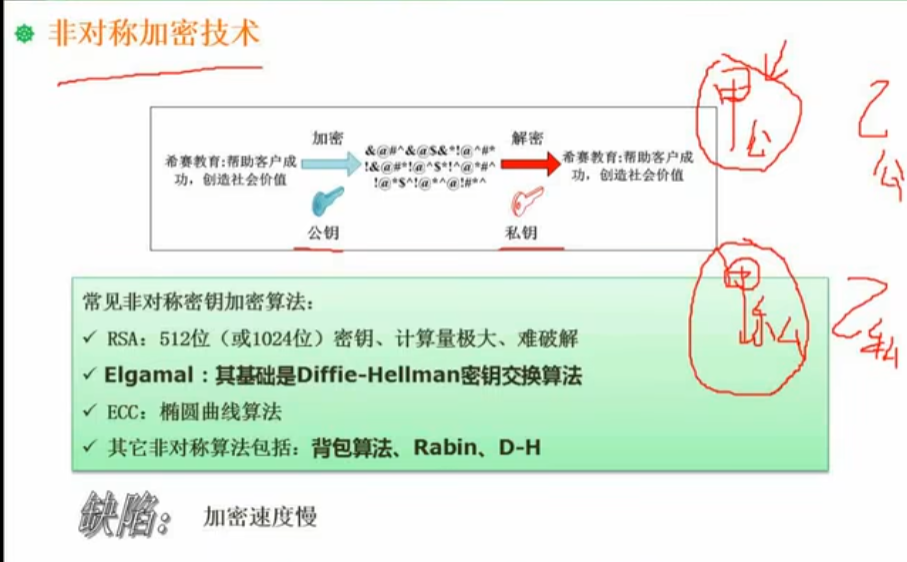 非对称加密技术
加密
解密
希赛教育:帮助客户成
功，创造社会价值
&@#^&@$&*!@^#*
!&@#*!@^$*!^@*#^
!@*$^!@*^@!#*^
希赛教育:帮助客户成
功，创造社会价值
公钥
私钥
甲公
乙公
甲私
乙私
常见非对称密钥加密算法:
✓ RSA: 512位（或1024位）密钥、计算量极大、难破解
✓ Elgamal：其基础是Diffie-Hellman密钥交换算法
✓ ECC: 椭圆曲线算法
✓ 其它非对称算法包括: 背包算法、Rabin、D-H
缺陷: 加密速度慢